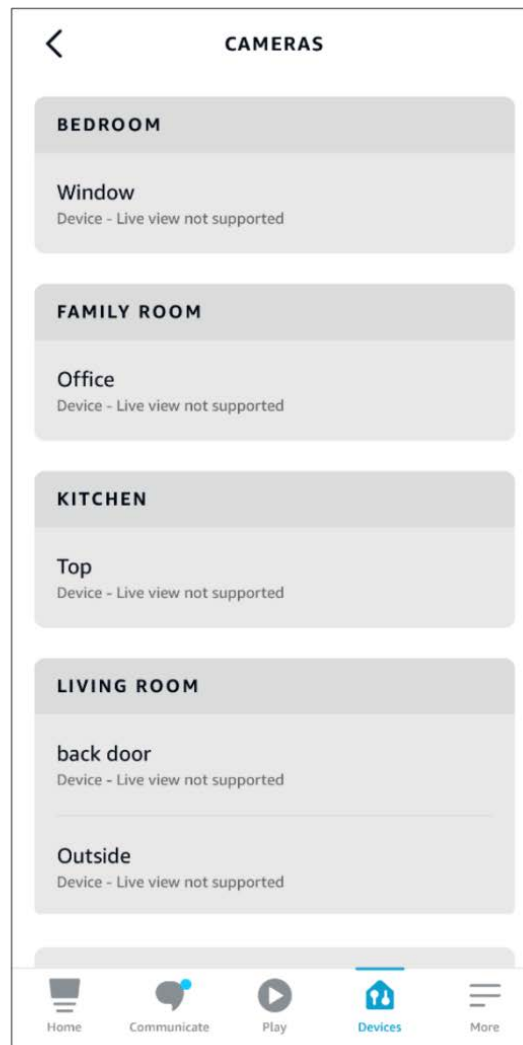 CAMERAS
BEDROOM
Window
Device - Live view not supported
FAMILY ROOM
Office
Device - Live view not supported
KITCHEN
Top
Device - Live view not supported
LIVING ROOM
back door
Device - Live view not supported
Outside
Device - Live view not supported
Home Communicate Play Devices More